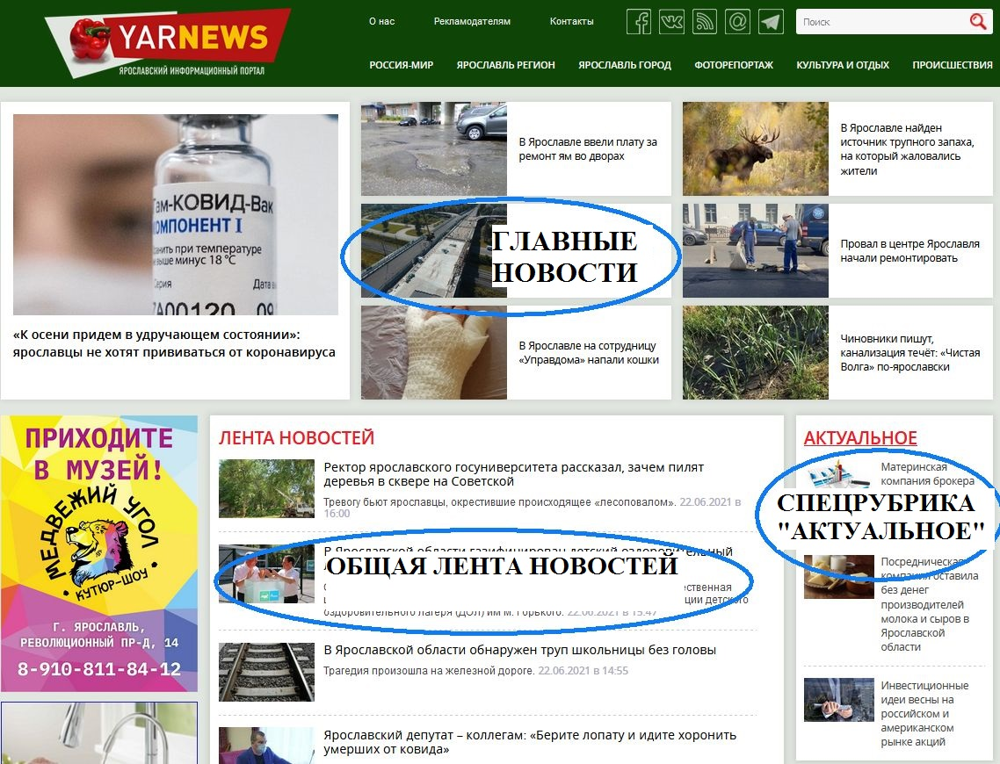 YARNEWS
ЯРОСЛАВСКИЙ ИНФОРМАЦИОННЫЙ ПОРТАЛ
О нас
Рекламодателям
Контакты
Поиск
РОССИЯ-МИР
ЯРОСЛАВЛЬ РЕГИОН
ЯРОСЛАВЛЬ ГОРОД
ФОТОРЕПОРТАЖ
КУЛЬТУРА И ОТДЫХ
ПРОИСШЕСТВИЯ
ам-КОВИД-Вак
ОМПОНЕНТ I
анить при температуре
выше минус 18 °С
Серия
Дата
«К осени придем в удручающем состоянии»:
ярославцы не хотят прививаться от коронавируса
В Ярославле ввели плату за
ремонт ям во дворах
ГЛАВНЫЕ
НОВОСТИ
В Ярославле на сотрудницу
«Управдома» напали кошки
В Ярославле найден
источник трупного запаха,
на который жаловались
жители
Провал в центре Ярославля
начали ремонтировать
Чиновники пишут,
канализация течёт: «Чистая
Волга» по-ярославски
ПРИХОДИТЕ
В МУЗЕЙ!
МЕДВЕЖИЙ УГОЛ
КУТЮР-ШОУ
Г. ЯРОСЛАВЛЬ,
РЕВОЛЮЦИОННЫЙ ПР-Д, 14
8-910-811-84-12
ЛЕНТА НОВОСТЕЙ
Ректор ярославского госуниверситета рассказал, зачем пилят
деревья в сквере на Советской
Тревогу бьют ярославцы, окрестившие происходящее «лесоповалом». 22.06.2021 в
16:00
В Ярославской области газифицирован детский оздоровительный
ОБЩАЯ ЛЕНТА НОВОСТЕЙ
ественная
ции детского
оздоровительного лагеря (ДОЛ) им М. Горького. 22.06.2021 в 15:47
В Ярославской области обнаружен труп школьницы без головы
Трагедия произошла на железной дороге. 22.06.2021 в 14:55
Ярославский депутат – коллегам: «Берите лопату и идите хоронить
умерших от ковида»
АКТУАЛЬНОЕ
Материнская
компания брокера
СПЕЦРУБРИКА
"АКТУАЛЬНОЕ"
Посредническая
компания оставила
без денег
производителей
молока и сыров в
Ярославской
области
Инвестиционные
идеи весны на
российском и
американском
рынке акций